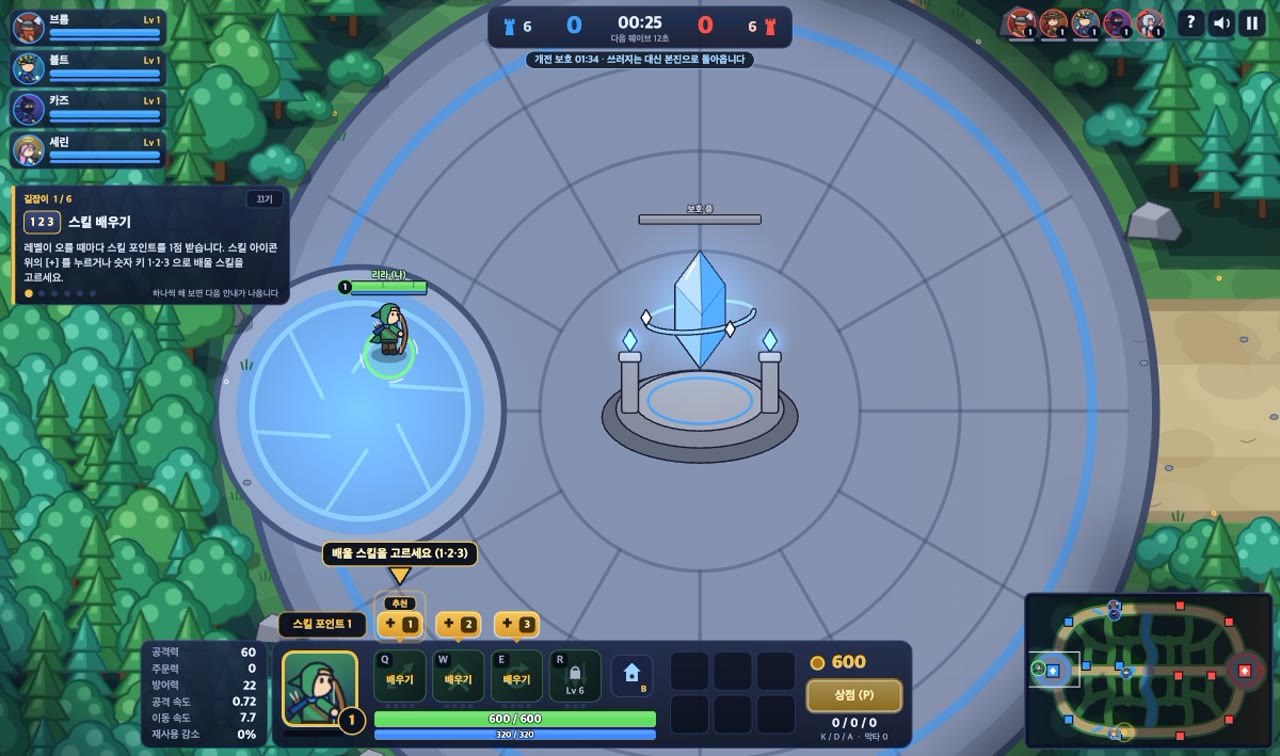 브롬 Lv 1
볼트 Lv 1
카즈 Lv 1
세린 Lv 1
6 0 00:25 0 6
다음 웨이브 12초
개전 보호 01:34 · 쓰러지는 대신 본진으로 돌아옵니다
1 1 1 1 1
?
길잡이 1 / 6 끄기
1 2 3 스킬 배우기
레벨이 오를 때마다 스킬 포인트를 1점 받습니다. 스킬 아이콘
위의 [+] 를 누르거나 숫자 키 1·2·3 으로 배울 스킬을
고르세요.
하나씩 해 보면 다음 안내가 나옵니다
보호 중
리라 (나)
1
배울 스킬을 고르세요 (1·2·3)
추천
스킬 포인트 1
+ 1
+ 2
+ 3
공격력 60
주문력 0
방어력 22
공격 속도 0.72
이동 속도 7.7
재사용 감소 0%
1
Q 배우기
W 배우기
E 배우기
R Lv 6
B
600 / 600
320 / 320
600
상점 (P)
0 / 0 / 0
K / D / A · 막타 0